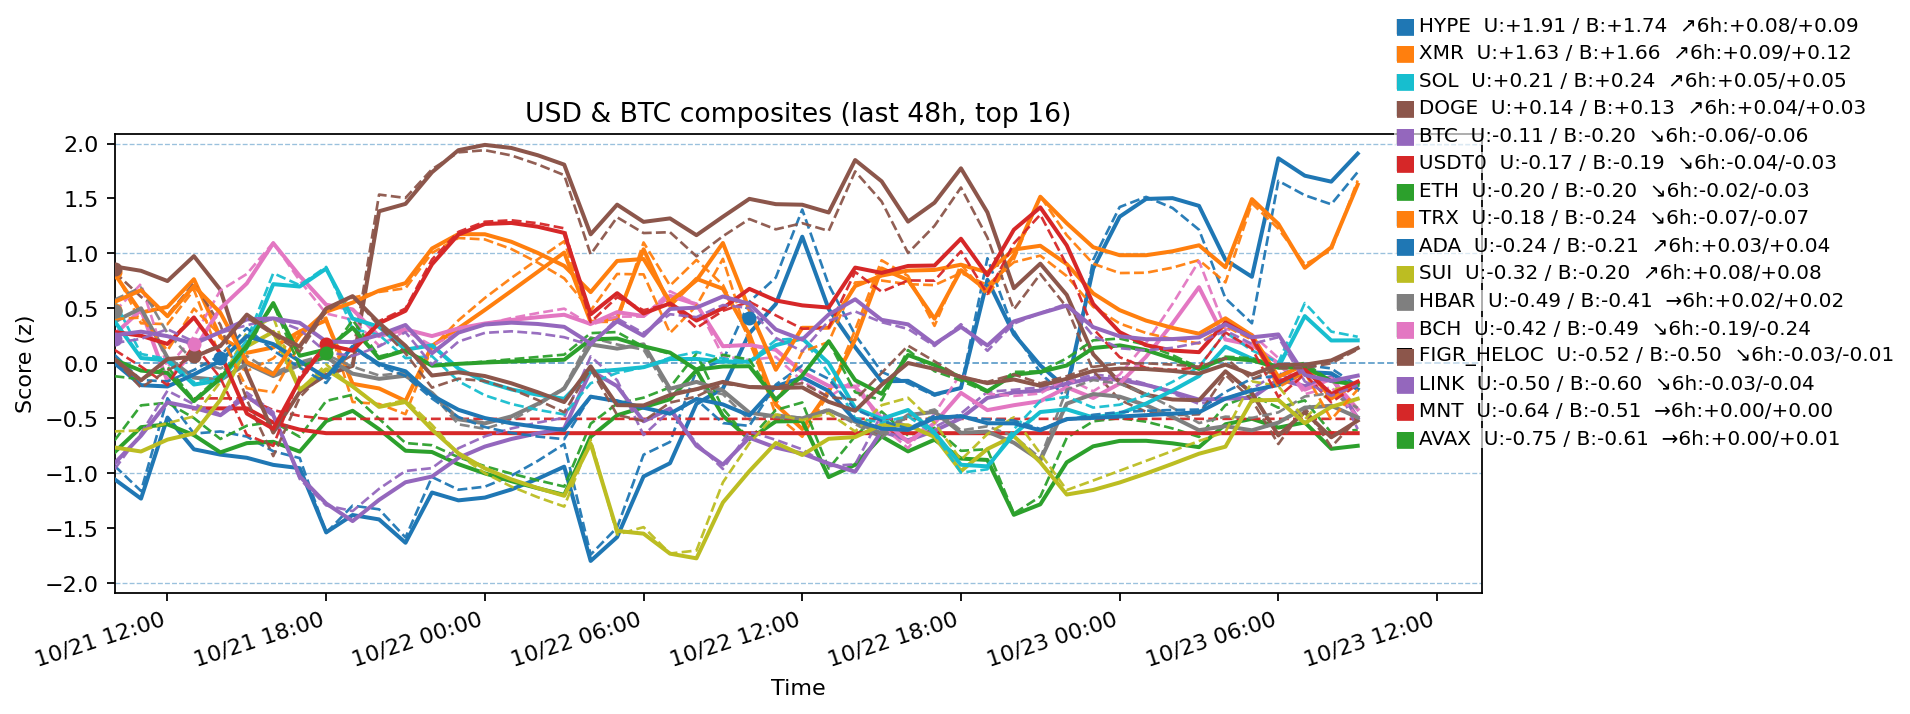 HYPE  U:+1.91 / B:+1.74  ↗6h:+0.08/+0.09
XMR  U:+1.63 / B:+1.66  ↗6h:+0.09/+0.12
SOL  U:+0.21 / B:+0.24  ↗6h:+0.05/+0.05
DOGE  U:+0.14 / B:+0.13  ↗6h:+0.04/+0.03
BTC  U:-0.11 / B:-0.20  ↘6h:-0.06/-0.06
USDT0  U:-0.17 / B:-0.19  ↘6h:-0.04/-0.03
ETH  U:-0.20 / B:-0.20  ↘6h:-0.02/-0.03
TRX  U:-0.18 / B:-0.24  ↘6h:-0.07/-0.07
ADA  U:-0.24 / B:-0.21  ↗6h:+0.03/+0.04
SUI  U:-0.32 / B:-0.20  ↗6h:+0.08/+0.08
HBAR  U:-0.49 / B:-0.41  →6h:+0.02/+0.02
BCH  U:-0.42 / B:-0.49  ↘6h:-0.19/-0.24
FIGR_HELOC  U:-0.52 / B:-0.50  ↘6h:-0.03/-0.01
LINK  U:-0.50 / B:-0.60  ↘6h:-0.03/-0.04
MNT  U:-0.64 / B:-0.51  →6h:+0.00/+0.00
AVAX  U:-0.75 / B:-0.61  →6h:+0.00/+0.01
USD & BTC composites (last 48h, top 16)
Score (z)
2.0
1.5
1.0
0.5
0.0
−0.5
−1.0
−1.5
−2.0
10/21 12:00
10/21 18:00
10/22 00:00
10/22 06:00
10/22 12:00
10/22 18:00
10/23 00:00
10/23 06:00
10/23 12:00
Time